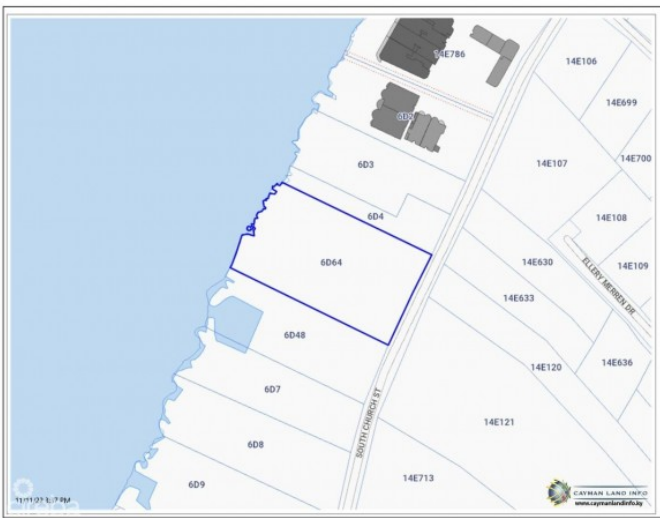 14E786
14E106
6D2
14E699
6D3
14E107
14E700
6D4
14E108
6D64
14E630
14E109
ELLERY MERREN DR
14E633
6D48
14E120
14E636
6D7
SOUTH CHURCH ST
14E121
6D8
14E713
6D9
CAYMAN LAND INFO
www.caymanlandinfo.ky